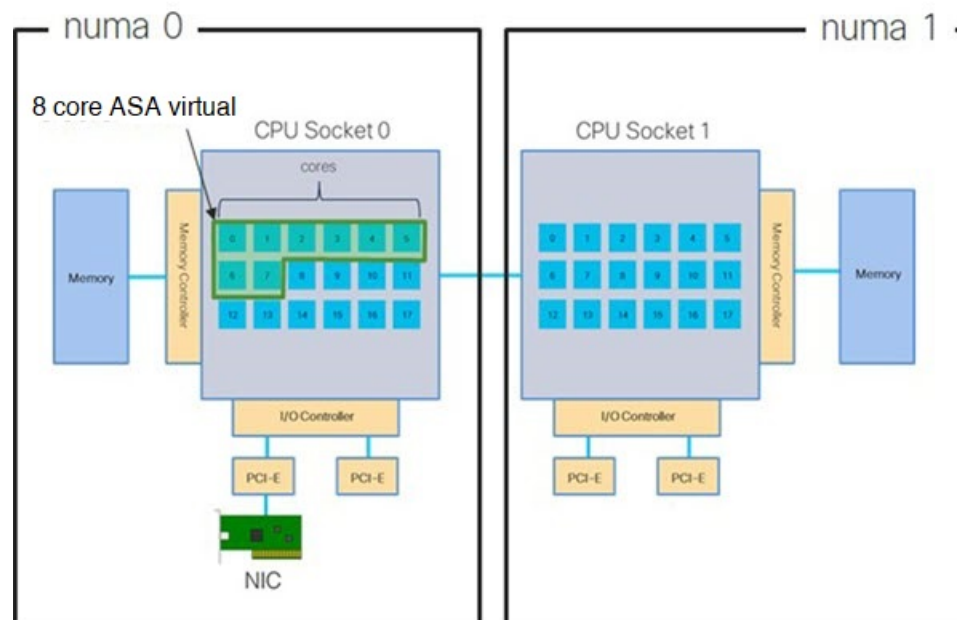 numa 0
numa 1
8 core ASA virtual
CPU Socket 0
CPU Socket 1
cores
0 1 2 3 4 5
6 7 8 9 10 11
12 13 14 15 16 17
0 1 2 3 4 5
6 7 8 9 10 11
12 13 14 15 16 17
Memory
Memory Controller
Memory Controller
Memory
I/O Controller
I/O Controller
PCI-E
PCI-E
PCI-E
PCI-E
NIC